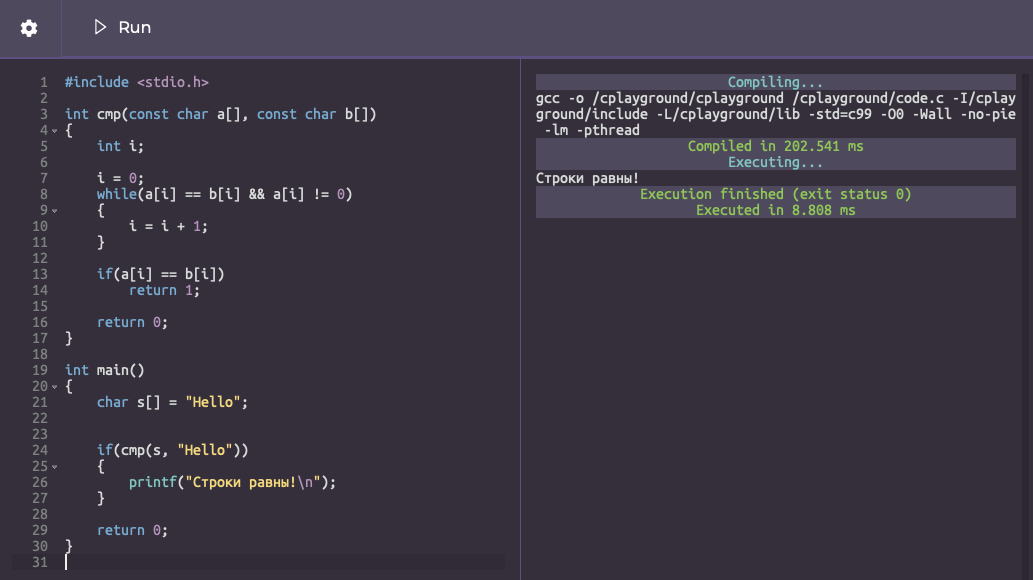 Run
1 #include <stdio.h>
2
3 int cmp(const char a[], const char b[])
4 {
5     int i;
6
7     i = 0;
8     while(a[i] == b[i] && a[i] != 0)
9     {
10         i = i + 1;
11     }
12
13     if(a[i] == b[i])
14         return 1;
15
16     return 0;
17 }
18
19 int main()
20 {
21     char s[] = "Hello";
22
23
24     if(cmp(s, "Hello"))
25     {
26         printf("Строки равны!\n");
27     }
28
29     return 0;
30 }
31
Compiling...
gcc -o /cplayground/cplayground /cplayground/code.c -I/cplay
ground/include -L/cplayground/lib -std=c99 -O0 -Wall -no-pie
-lm -pthread
Compiled in 202.541 ms
Executing...
Строки равны!
Execution finished (exit status 0)
Executed in 8.808 ms